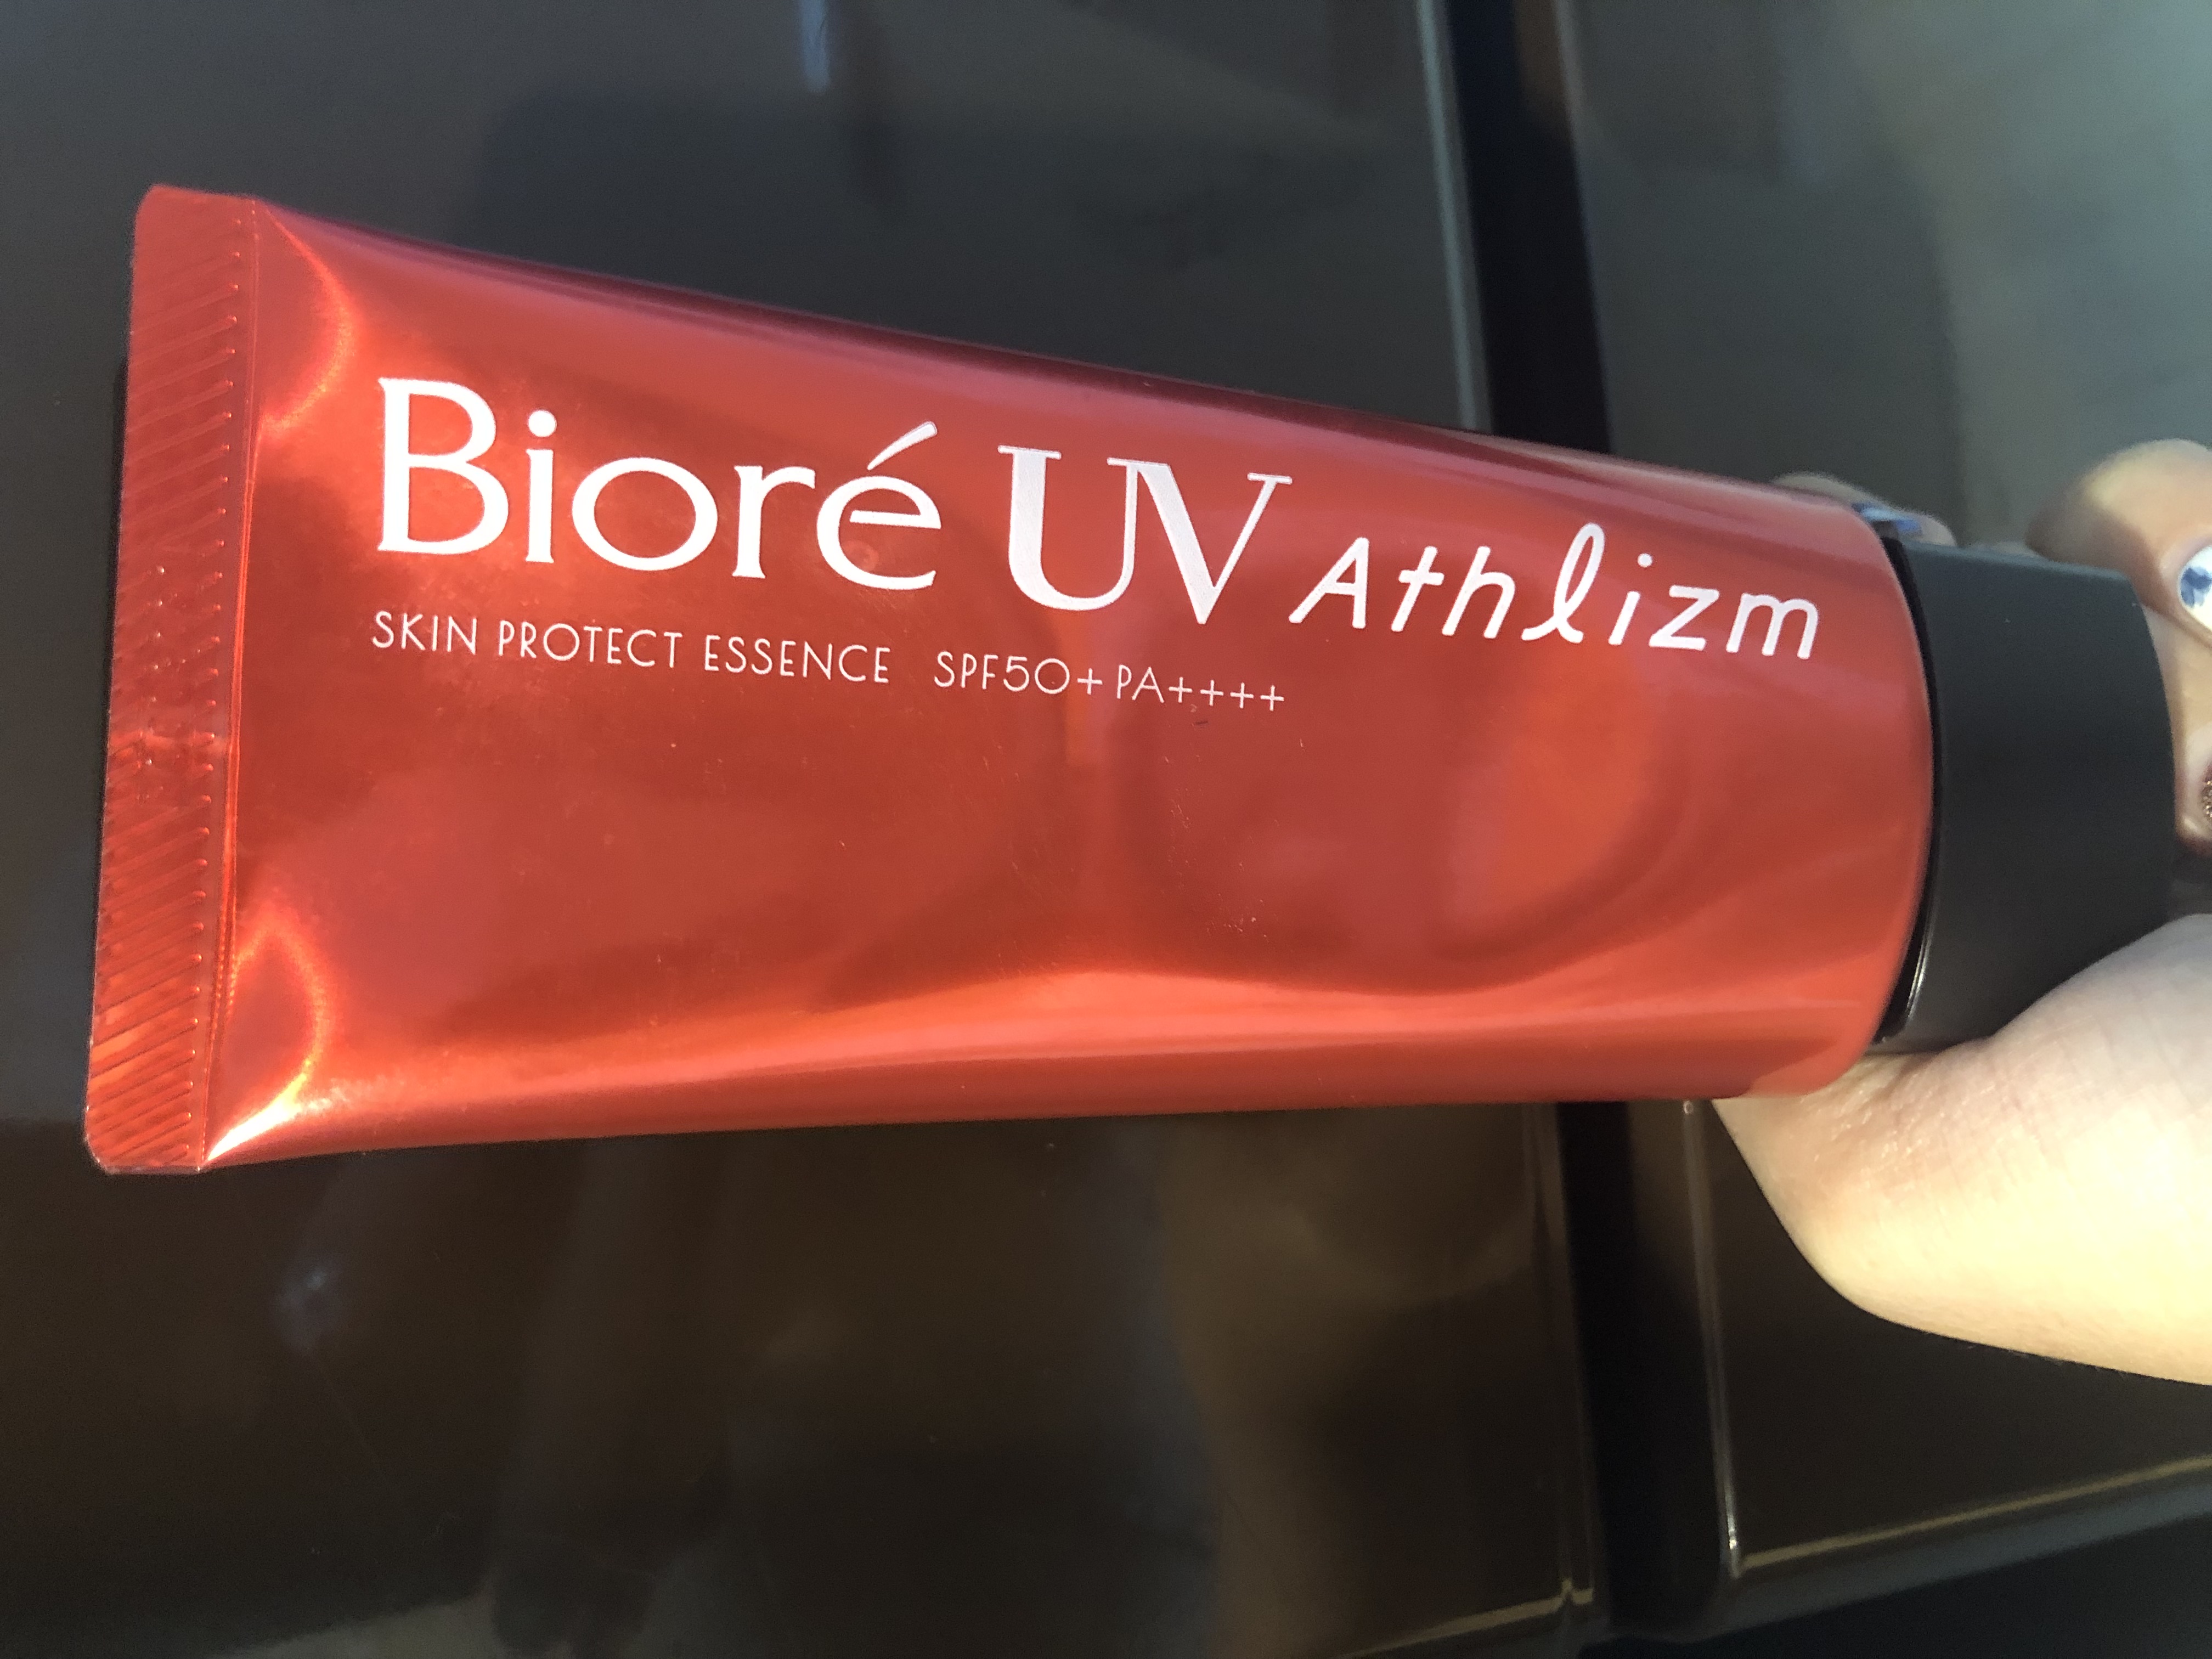 Bioré UV Athlizm
SKIN PROTECT ESSENCE SPF50+ PA++++